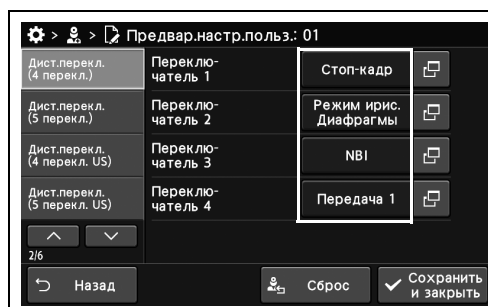 > > Предвар.настр.польз.: 01
Дист.перекл.
(4 перекл.)
Переклю-
чатель 1
Стоп-кадр
Дист.перекл.
(5 перекл.)
Переклю-
чатель 2
Режим ирис.
Диафрагмы
Дист.перекл.
(4 перекл. US)
Переклю-
чатель 3
NBI
Дист.перекл.
(5 перекл. US)
Переклю-
чатель 4
Передача 1
2/6
Назад
Сброс
Сохранить
и закрыть